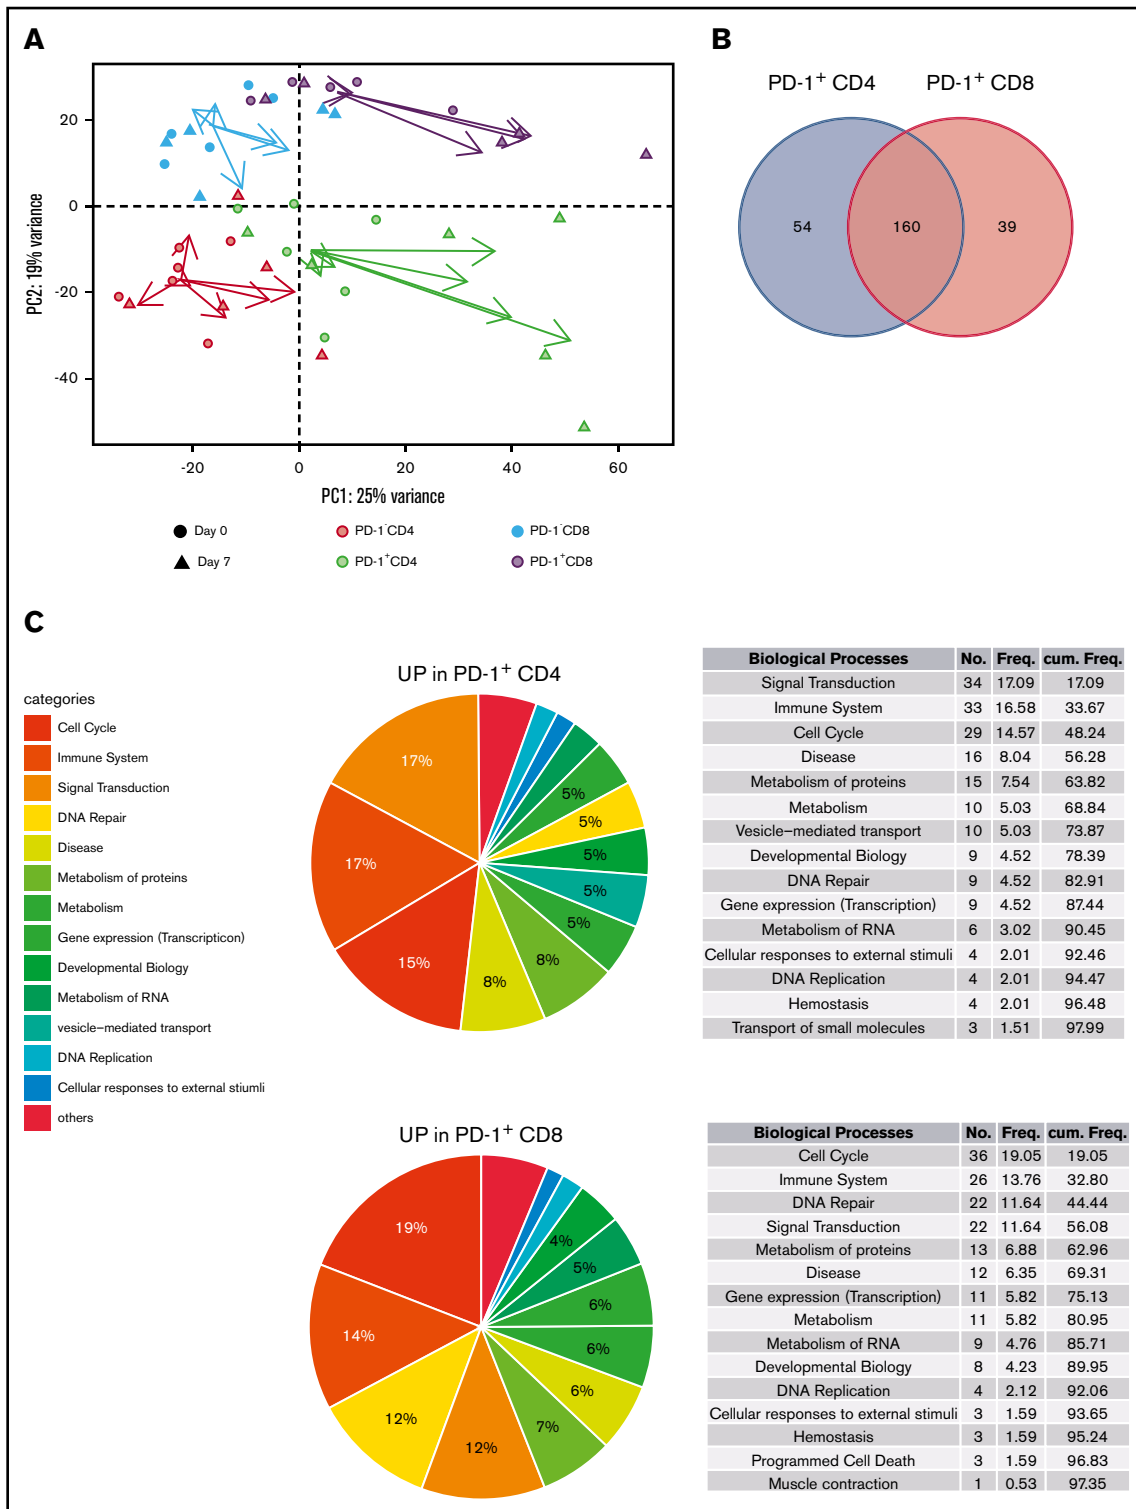 A
20
0
-20
-40
PC2: 19% variance
-20
0
20
40
60
PC1: 25% variance
Day 0
PD-1-CD4
PD-1-CD8
Day 7
PD-1+CD4
PD-1+CD8
B
PD-1+ CD4
PD-1+ CD8
54
160
39
C
categories
Cell Cycle
Immune System
Signal Transduction
DNA Repair
Disease
Metabolism of proteins
Metabolism
Gene expression (Transcripticon)
Developmental Biology
Metabolism of RNA
vesicle–mediated transport
DNA Replication
Cellular responses to external stiumli
others
UP in PD-1+ CD4
17%
5%
5%
5%
5%
5%
8%
8%
15%
17%
Biological Processes No. Freq. cum. Freq.
Signal Transduction 34 17.09 17.09
Immune System 33 16.58 33.67
Cell Cycle 29 14.57 48.24
Disease 16 8.04 56.28
Metabolism of proteins 15 7.54 63.82
Metabolism 10 5.03 68.84
Vesicle–mediated transport 10 5.03 73.87
Developmental Biology 9 4.52 78.39
DNA Repair 9 4.52 82.91
Gene expression (Transcription) 9 4.52 87.44
Metabolism of RNA 6 3.02 90.45
Cellular responses to external stimuli 4 2.01 92.46
DNA Replication 4 2.01 94.47
Hemostasis 4 2.01 96.48
Transport of small molecules 3 1.51 97.99
UP in PD-1+ CD8
19%
4%
5%
6%
6%
6%
7%
12%
12%
14%
Biological Processes No. Freq. cum. Freq.
Cell Cycle 36 19.05 19.05
Immune System 26 13.76 32.80
DNA Repair 22 11.64 44.44
Signal Transduction 22 11.64 56.08
Metabolism of proteins 13 6.88 62.96
Disease 12 6.35 69.31
Gene expression (Transcription) 11 5.82 75.13
Metabolism 11 5.82 80.95
Metabolism of RNA 9 4.76 85.71
Developmental Biology 8 4.23 89.95
DNA Replication 4 2.12 92.06
Cellular responses to external stimuli 3 1.59 93.65
Hemostasis 3 1.59 95.24
Programmed Cell Death 3 1.59 96.83
Muscle contraction 1 0.53 97.35